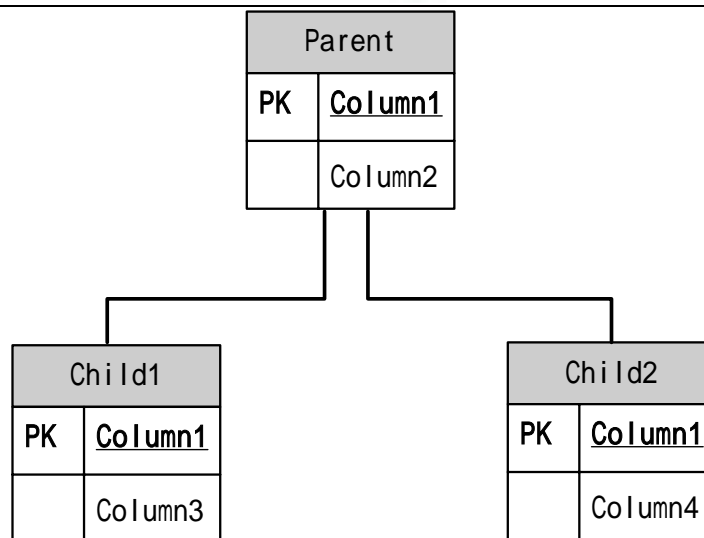 Parent
PK Column1
Column2
Child1
PK Column1
Column3
Child2
PK Column1
Column4